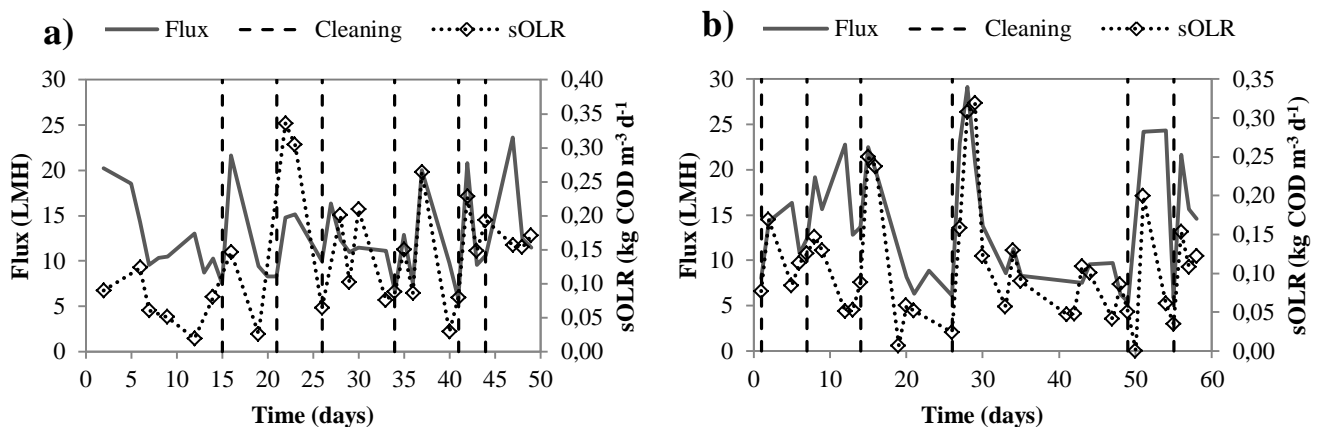 a) Flux Cleaning sOLR
30 0,40
25 0,35
0,30
20 0,25
15 0,20
10 0,15
0,10
5 0,05
0 0,00
Flux (LMH)
sOLR (kg COD m-3 d-1)
0 5 10 15 20 25 30 35 40 45 50
Time (days)
b) Flux Cleaning sOLR
30 0,35
25 0,30
20 0,25
0,20
15 0,15
10 0,10
5 0,05
0 0,00
Flux (LMH)
sOLR (kg COD m-3 d-1)
0 10 20 30 40 50 60
Time (days)